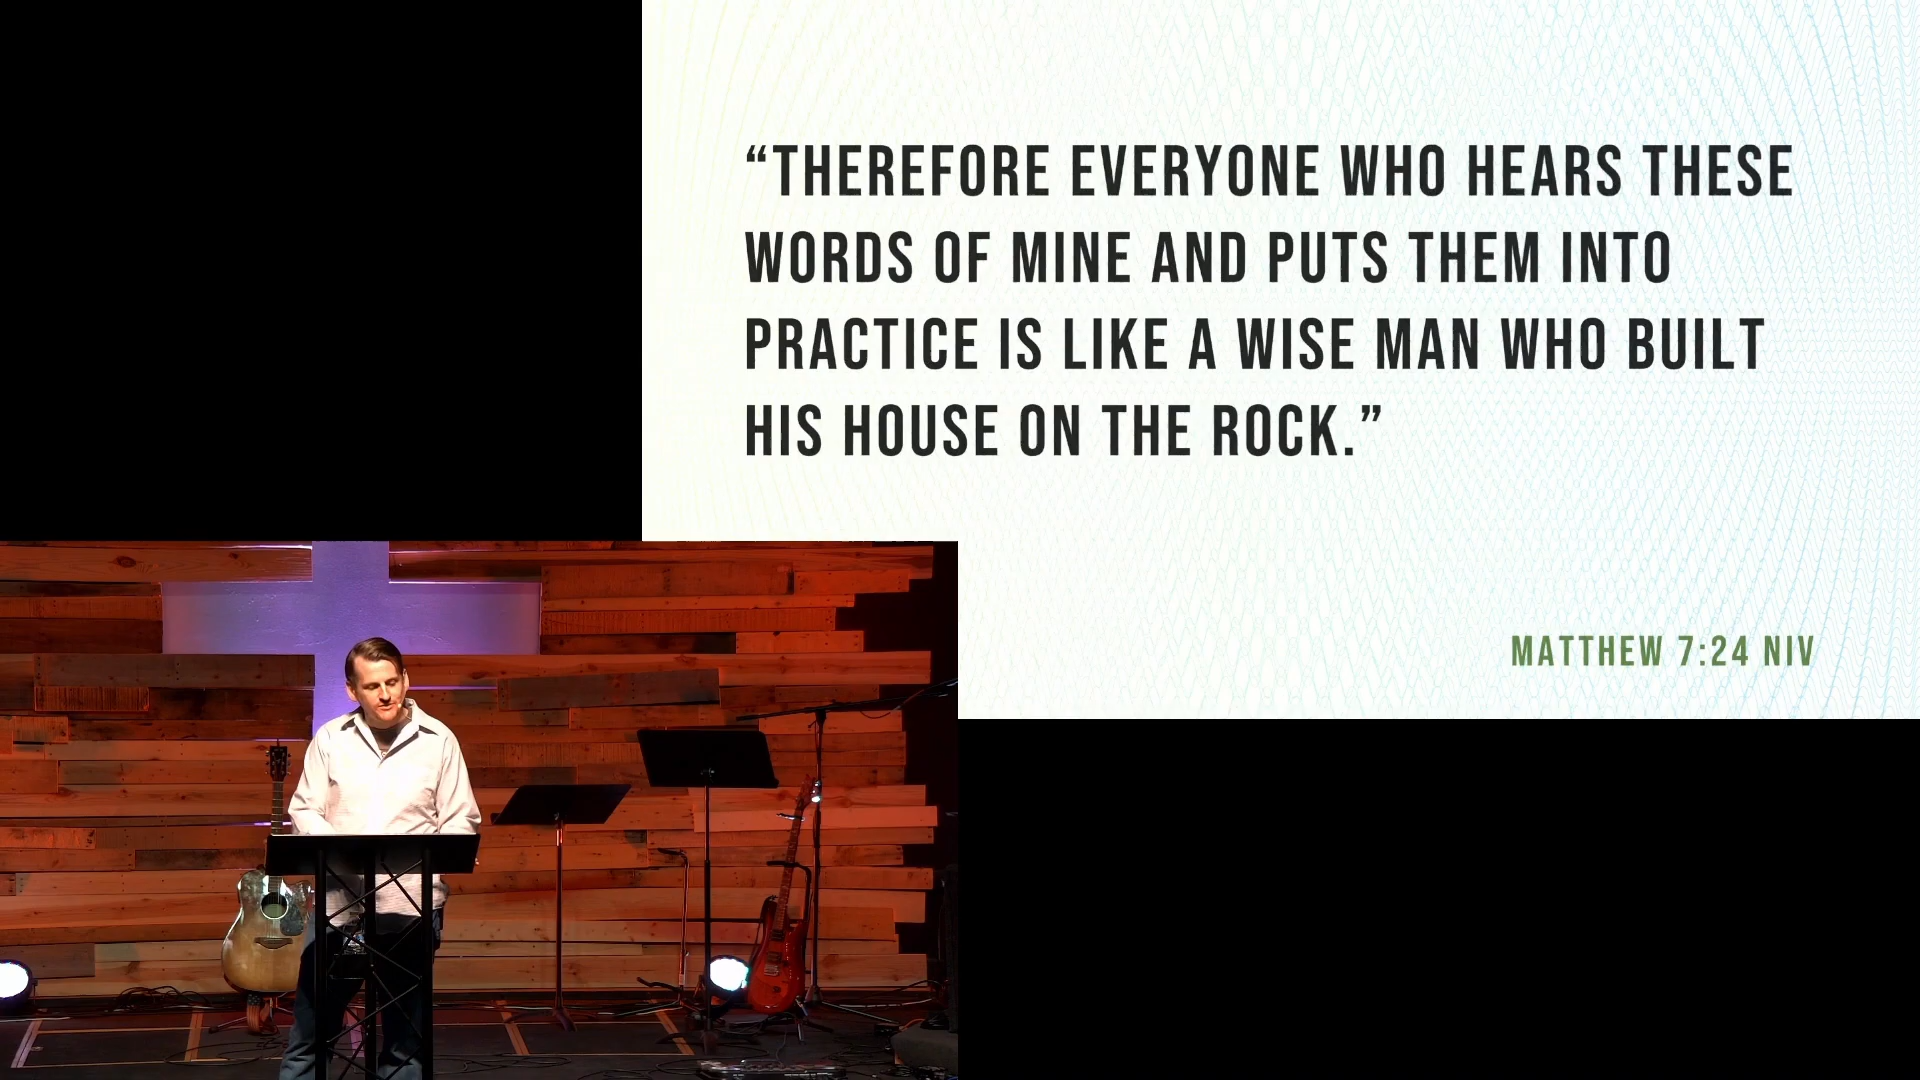 “THEREFORE EVERYONE WHO HEARS THESE
WORDS OF MINE AND PUTS THEM INTO
PRACTICE IS LIKE A WISE MAN WHO BUILT
HIS HOUSE ON THE ROCK.”
MATTHEW 7:24 NIV